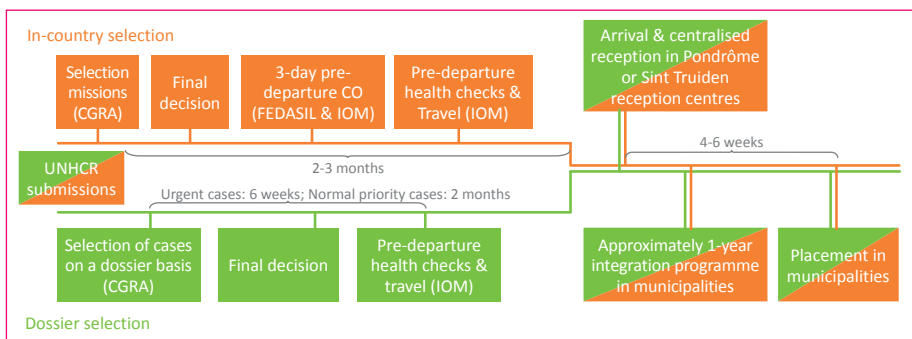 In-country selection
Selection
missions
(CGRA)
Final
decision
3-day pre-
departure CO
(FEDASIL & IOM)
Pre-departure
health checks &
Travel (IOM)
Arrival & centralised
reception in Pondrôme
or Sint Truiden
reception centres
2-3 months
4-6 weeks
UNHCR
submissions
Urgent cases: 6 weeks; Normal priority cases: 2 months
Selection of cases
on a dossier basis
(CGRA)
Final decision
Pre-departure
health checks &
travel (IOM)
Approximately 1-year
integration programme
in municipalities
Placement in
municipalities
Dossier selection